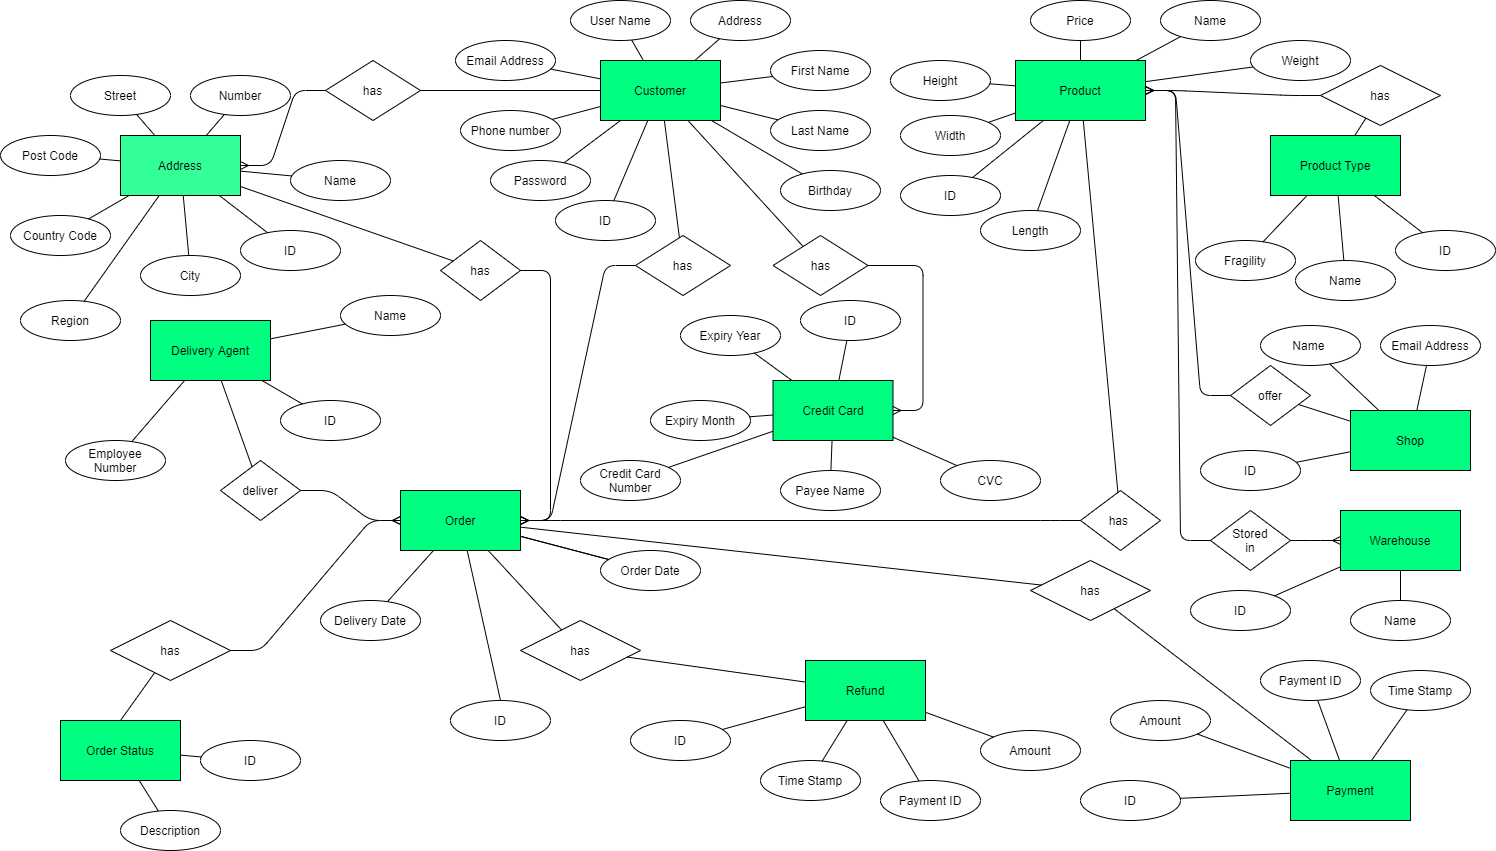 User Name
Address
Price
Name
Email Address
has
Customer
First Name
Height
Product
Weight
has
Street
Number
Phone number
Last Name
Width
Post Code
Address
Name
Password
Birthday
ID
Product Type
Country Code
ID
City
ID
Length
Fragility
Name
ID
has
has
has
Region
Name
Delivery Agent
Expiry Year
ID
Name
Email Address
offer
Shop
ID
Expiry Month
Credit Card
ID
Employee
Number
Credit Card
Number
Payee Name
CVC
deliver
Order
has
Stored
in
Warehouse
Order Date
has
ID
Name
Delivery Date
has
has
Refund
ID
Order Status
ID
ID
Time Stamp
Payment ID
Amount
Description
Amount
Payment ID
Time Stamp
ID
Payment